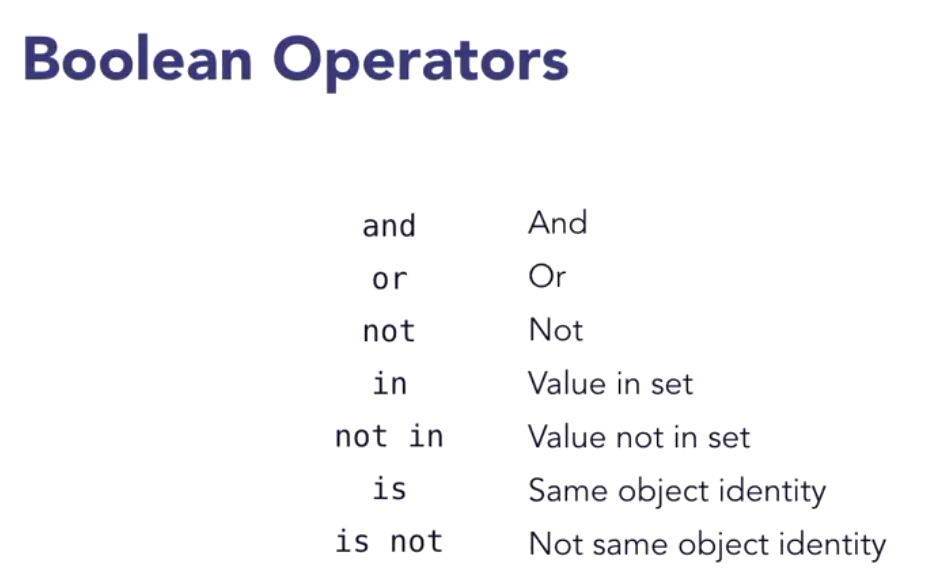 Boolean Operators
and And
or Or
not Not
in Value in set
not in Value not in set
is Same object identity
is not Not same object identity